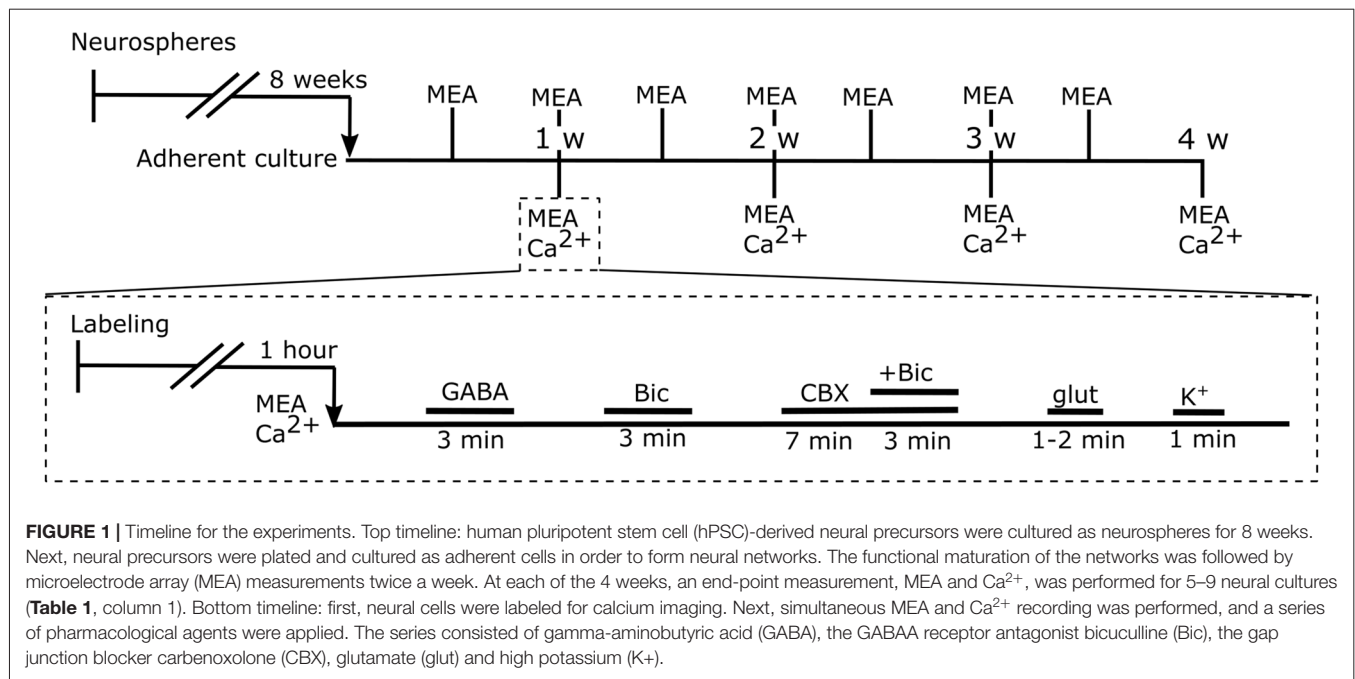 Neurospheres
8 weeks
MEA MEA MEA MEA MEA MEA MEA
1 w 2 w 3 w 4 w
Adherent culture
MEA MEA MEA MEA
Ca2+ Ca2+ Ca2+ Ca2+
Labeling
1 hour
+Bic
GABA Bic CBX glut K+
MEA
Ca2+
3 min 3 min 7 min 3 min 1-2 min 1 min
FIGURE 1 | Timeline for the experiments. Top timeline: human pluripotent stem cell (hPSC)-derived neural precursors were cultured as neurospheres for 8 weeks.
Next, neural precursors were plated and cultured as adherent cells in order to form neural networks. The functional maturation of the networks was followed by
microelectrode array (MEA) measurements twice a week. At each of the 4 weeks, an end-point measurement, MEA and Ca2+, was performed for 5–9 neural cultures
(Table 1, column 1). Bottom timeline: first, neural cells were labeled for calcium imaging. Next, simultaneous MEA and Ca2+ recording was performed, and a series
of pharmacological agents were applied. The series consisted of gamma-aminobutyric acid (GABA), the GABAA receptor antagonist bicuculline (Bic), the gap
junction blocker carbenoxolone (CBX), glutamate (glut) and high potassium (K+).